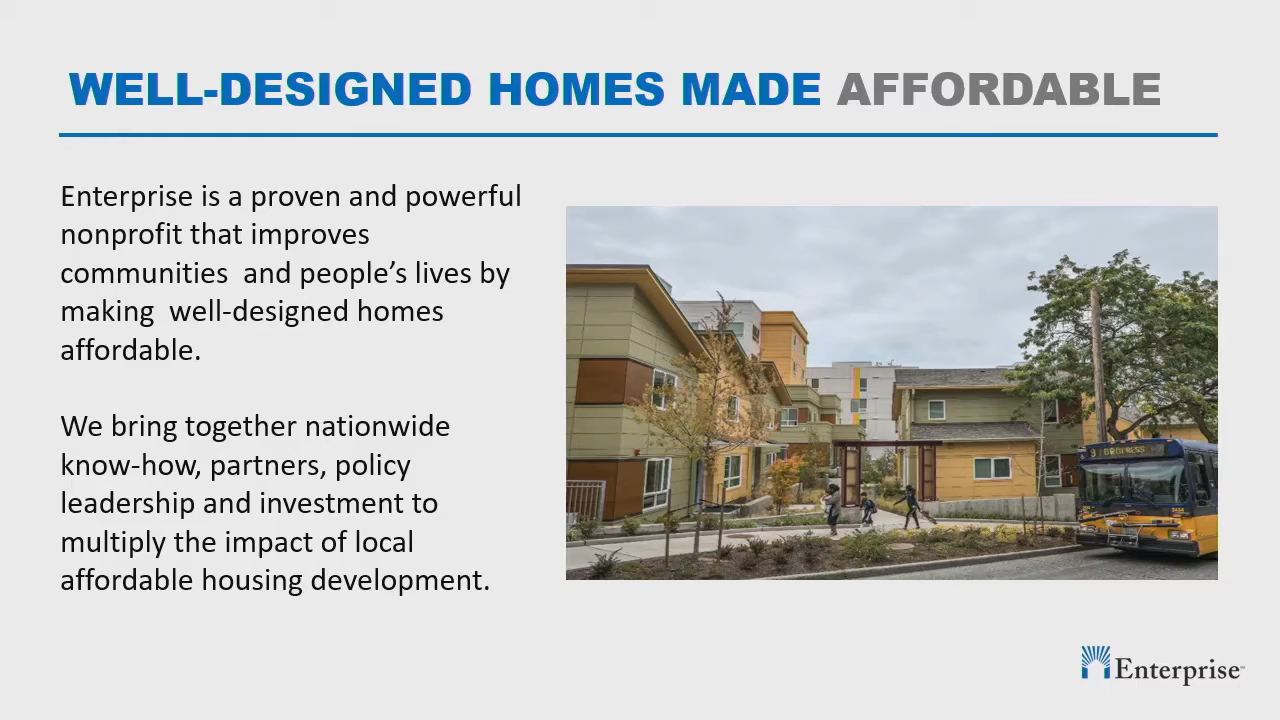 WELL-DESIGNED HOMES MADE AFFORDABLE
Enterprise is a proven and powerful
nonprofit that improves
communities  and people’s lives by
making  well-designed homes
affordable.
We bring together nationwide
know-how, partners, policy
leadership and investment to
multiply the impact of local
affordable housing development.
9
Enterprise